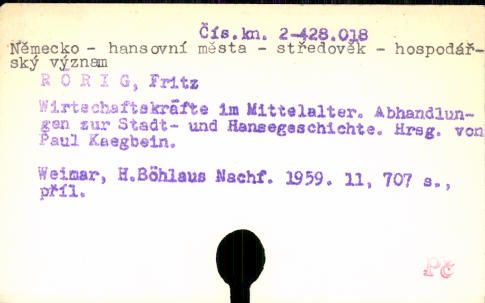 Čís.kn. 2-428.018
Německo - hansovní města - středověk - hospodář-
ský význam
R O R I G, Fritz
Wirtschaftskräfte im Mittelalter. Abhandlun-
gen zur Stadt- und Hansegeschichte. Hrsg. von
Paul Kaegbein.
Weimar, H.Böhlaus Nachf. 1959. 11, 707 s.,
příl.
PČ